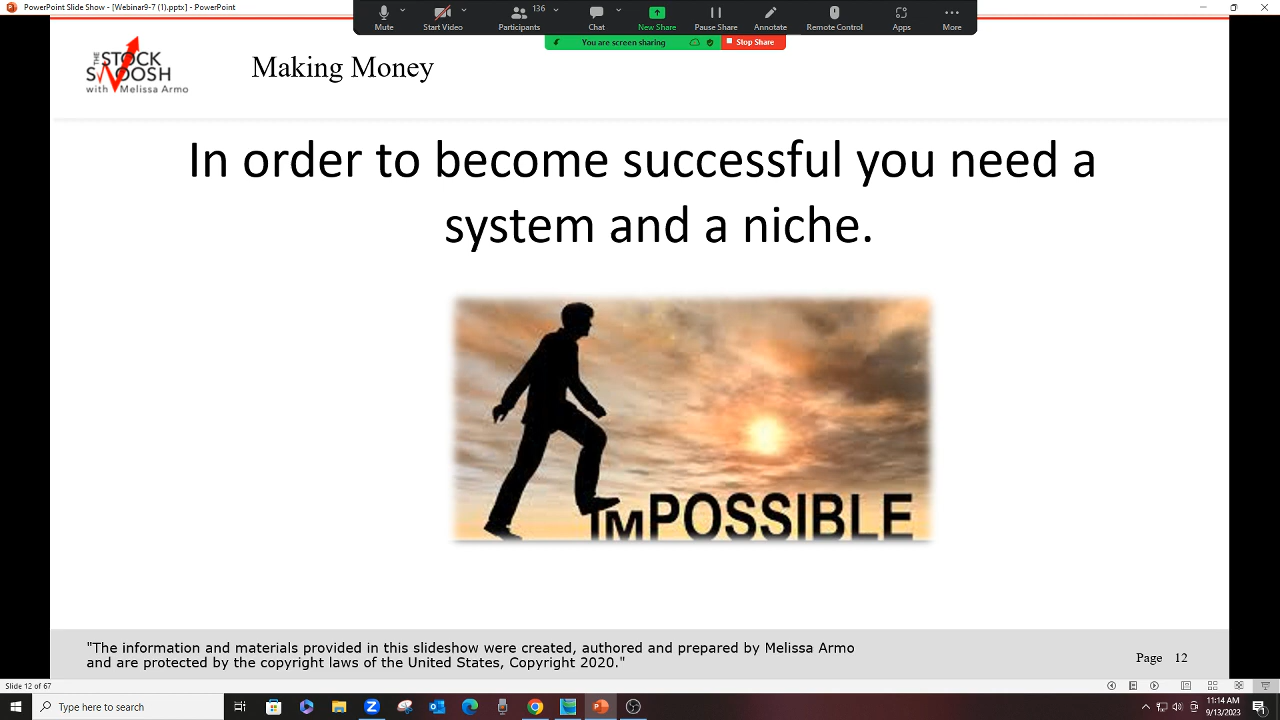 PowerPoint Slide Show - [Webinar9-7 (1).pptx] - PowerPoint
Mute
Start Video
136
Participants
Chat
New Share
Pause Share
Annotate
Remote Control
Apps
More
You are screen sharing
Stop Share
THE STOCK
SWOOSH
with Melissa Armo
Making Money
In order to become successful you need a
system and a niche.
IMPOSSIBLE
"The information and materials provided in this slideshow were created, authored and prepared by Melissa Armo
and are protected by the copyright laws of the United States, Copyright 2020."
Page 12
Slide 12 of 67
Type here to search
11:14 AM
9/13/2023